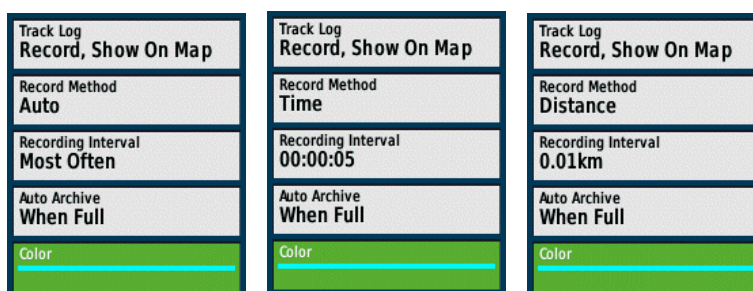 Track Log
Record, Show On Map
Record Method
Auto
Recording Interval
Most Often
Auto Archive
When Full
Color
Track Log
Record, Show On Map
Record Method
Time
Recording Interval
00:00:05
Auto Archive
When Full
Color
Track Log
Record, Show On Map
Record Method
Distance
Recording Interval
0.01km
Auto Archive
When Full
Color